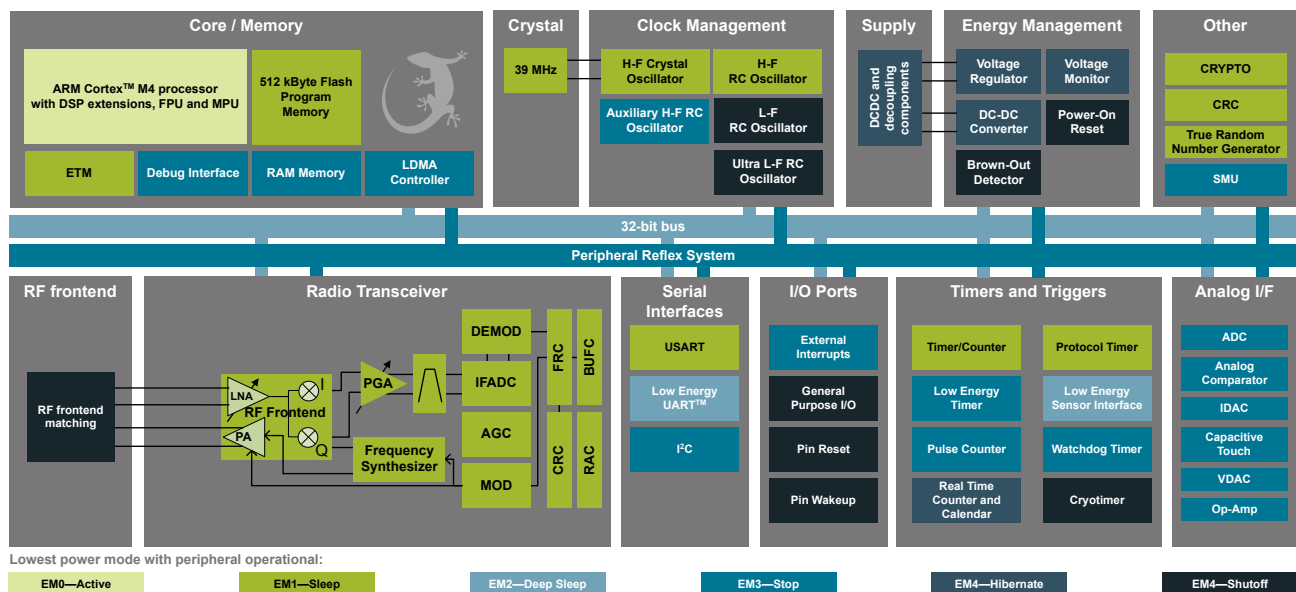 Core / Memory
ARM Cortex™ M4 processor
with DSP extensions, FPU and MPU
512 kByte Flash
Program
Memory
ETM
Debug Interface
RAM Memory
LDMA
Controller
Crystal
39 MHz
Clock Management
H-F Crystal
Oscillator
H-F
RC Oscillator
Auxiliary H-F RC
Oscillator
L-F
RC Oscillator
Ultra L-F RC
Oscillator
Supply
DCDC and
decoupling
components
Energy Management
Voltage
Regulator
Voltage
Monitor
DC-DC
Converter
Power-On
Reset
Brown-Out
Detector
Other
CRYPTO
CRC
True Random
Number Generator
SMU
32-bit bus
Peripheral Reflex System
RF frontend
RF frontend
matching
Radio Transceiver
LNA
I
RF Frontend
PA
Q
PGA
Frequency
Synthesizer
DEMOD
IFADC
AGC
MOD
FRC
BUFC
CRC
RAC
Serial
Interfaces
USART
Low Energy
UART™
I²C
I/O Ports
External
Interrupts
General
Purpose I/O
Pin Reset
Pin Wakeup
Timers and Triggers
Timer/Counter
Protocol Timer
Low Energy
Timer
Low Energy
Sensor Interface
Pulse Counter
Watchdog Timer
Real Time
Counter and
Calendar
Cryotimer
Analog I/F
ADC
Analog
Comparator
IDAC
Capacitive
Touch
VDAC
Op-Amp
Lowest power mode with peripheral operational:
EM0—Active
EM1—Sleep
EM2—Deep Sleep
EM3—Stop
EM4—Hibernate
EM4—Shutoff